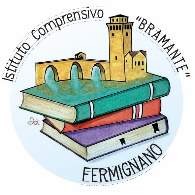 Istituto Comprensivo
"BRAMANTE"
FERMIGNANO